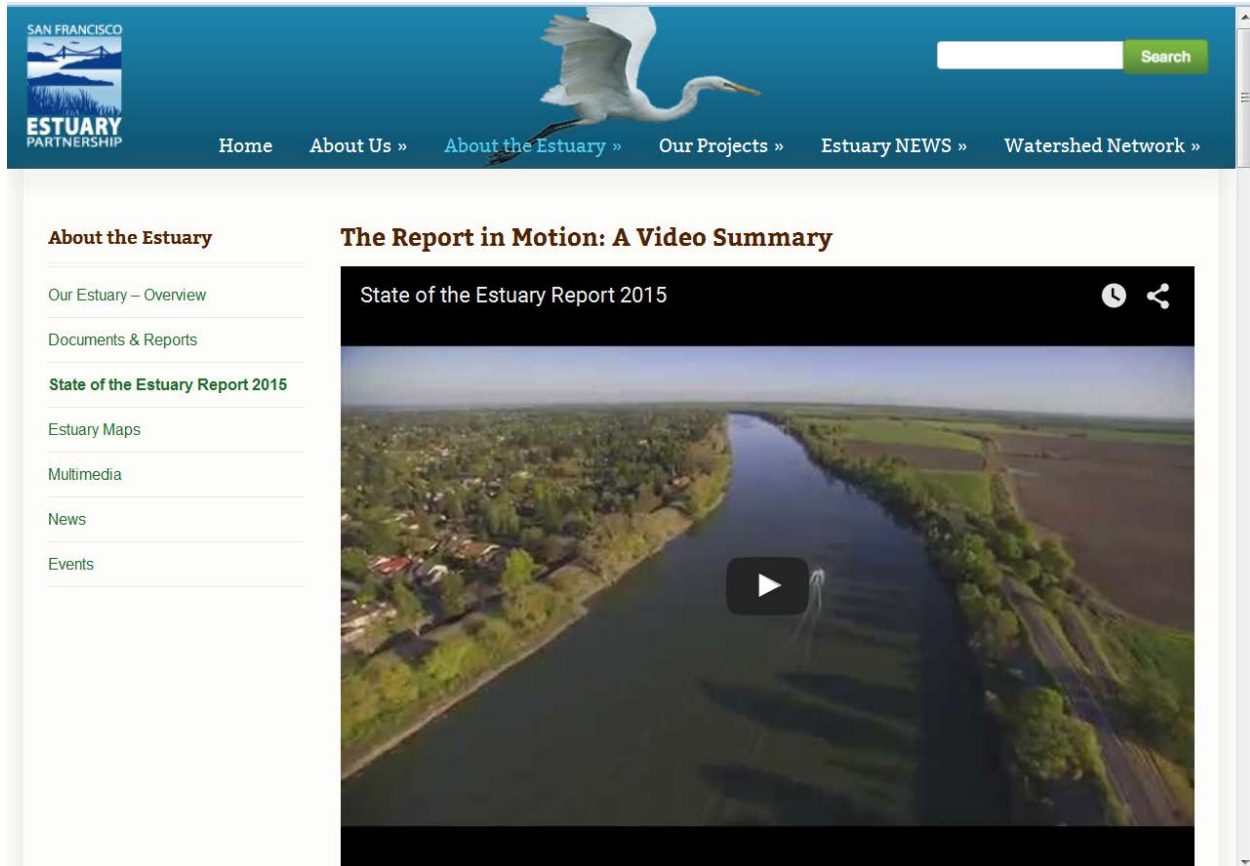 SAN FRANCISCO
ESTUARY
PARTNERSHIP
Search
Home About Us » About the Estuary » Our Projects » Estuary NEWS » Watershed Network »
About the Estuary
Our Estuary – Overview
Documents & Reports
State of the Estuary Report 2015
Estuary Maps
Multimedia
News
Events
The Report in Motion: A Video Summary
State of the Estuary Report 2015